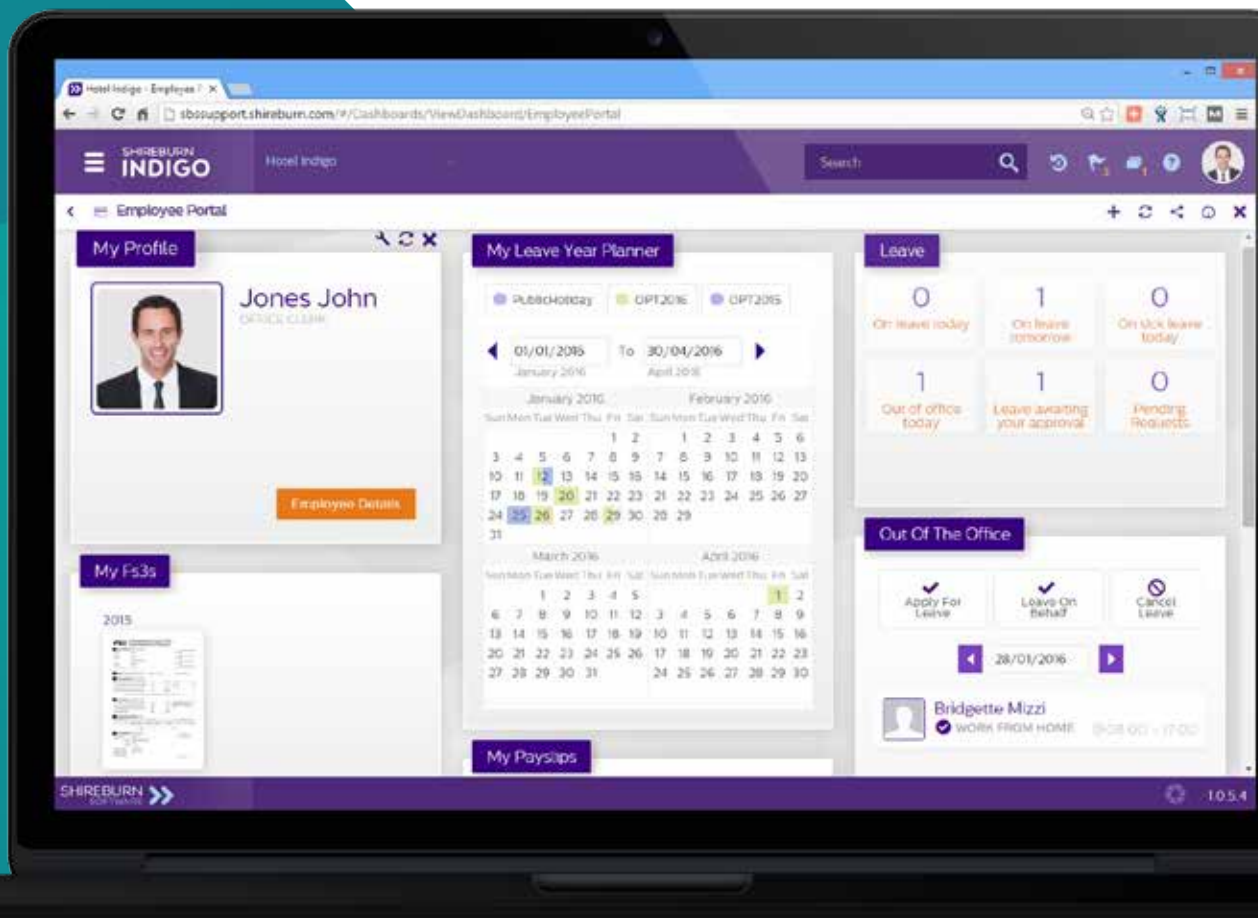 Hotel Indigo - Employee
sbssupport.shireburn.com/#/Dashboards/ViewDashboard/EmployeePortal
SHIREBURN
INDIGO
Hotel Indigo
Search
Employee Portal
My Profile
Jones John
OFFICE CLERK
Employee Details
My Fs3s
2015
My Leave Year Planner
PublicHoliday OPT2016 OPT2015
01/01/2016 To 30/04/2016
January 2016 April 2016
January 2016 February 2016
Sun Mon Tue Wed Thu Fri Sat Sun Mon Tue Wed Thu Fri Sat
1 2 1 2 3 4 5 6
3 4 5 6 7 8 9 7 8 9 10 11 12 13
10 11 12 13 14 15 16 14 15 16 17 18 19 20
17 18 19 20 21 22 23 21 22 23 24 25 26 27
24 25 26 27 28 29 30 28 29
31
March 2016 April 2016
Sun Mon Tue Wed Thu Fri Sat Sun Mon Tue Wed Thu Fri Sat
1 2 3 4 5 1 2
6 7 8 9 10 11 12 3 4 5 6 7 8 9
13 14 15 16 17 18 19 10 11 12 13 14 15 16
20 21 22 23 24 25 26 17 18 19 20 21 22 23
27 28 29 30 31 24 25 26 27 28 29 30
My Payslips
Leave
0 1 0
On leave today On leave tomorrow On sick leave today
1 1 0
Out of office today Leave awaiting your approval Pending Requests
Out Of The Office
Apply For Leave Leave On Behalf Cancel Leave
28/01/2016
Bridgette Mizzi
WORK FROM HOME 08:00 - 17:00
SHIREBURN
SOFTWARE
1.0.5.4